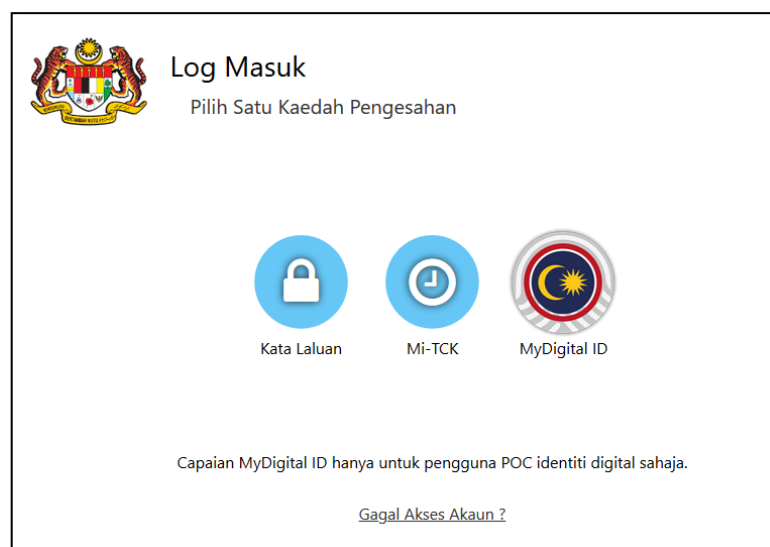 Log Masuk
Pilih Satu Kaedah Pengesahan
Kata Laluan
Mi-TCK
MyDigital ID
Capaian MyDigital ID hanya untuk pengguna POC identiti digital sahaja.
Gagal Akses Akaun ?